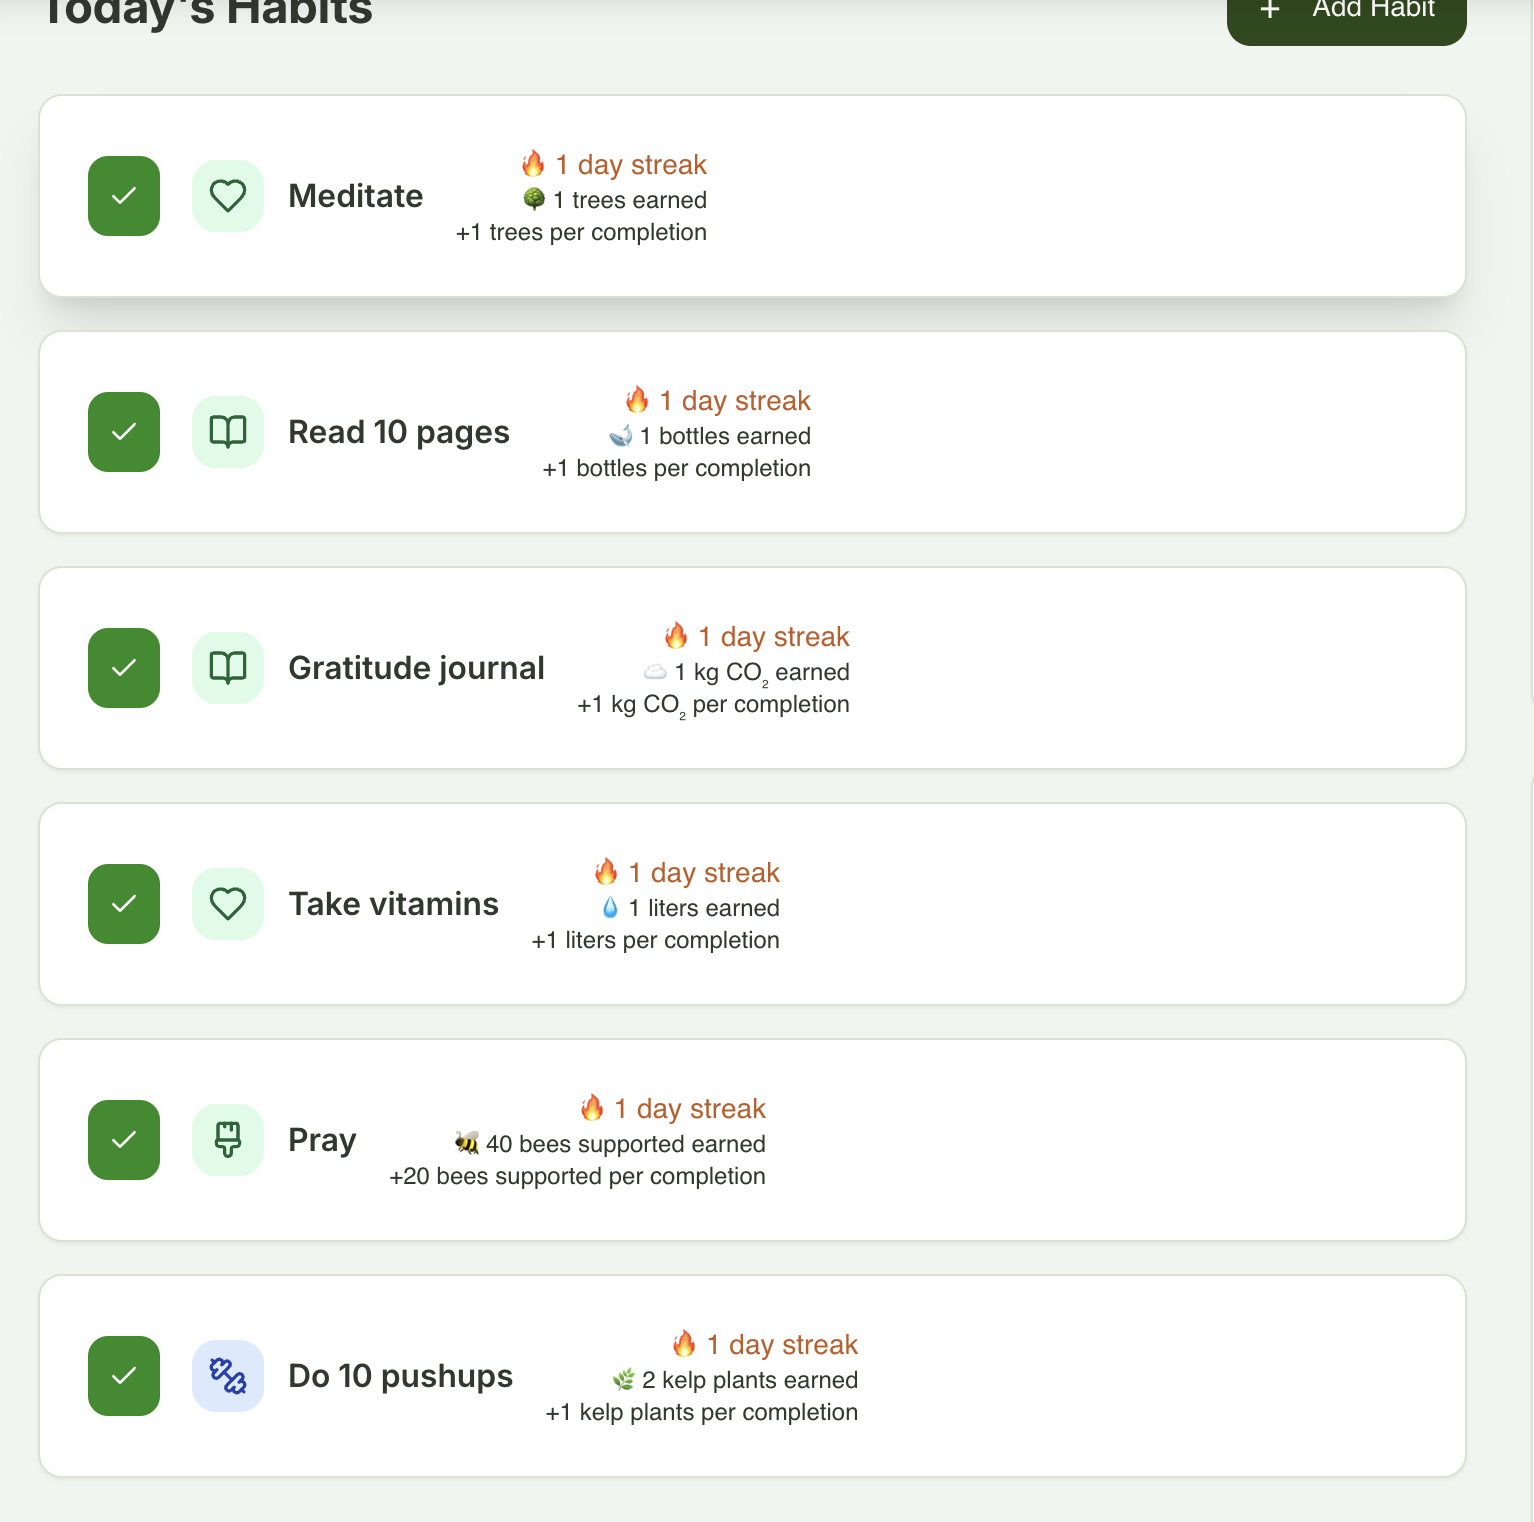 Today's Habits
+ Add Habit
🔥 1 day streak
Meditate
🌳 1 trees earned
+1 trees per completion
🔥 1 day streak
Read 10 pages
🐋 1 bottles earned
+1 bottles per completion
🔥 1 day streak
Gratitude journal
☁️ 1 kg CO₂ earned
+1 kg CO₂ per completion
🔥 1 day streak
Take vitamins
💧 1 liters earned
+1 liters per completion
🔥 1 day streak
Pray
🐝 40 bees supported earned
+20 bees supported per completion
🔥 1 day streak
Do 10 pushups
🌿 2 kelp plants earned
+1 kelp plants per completion